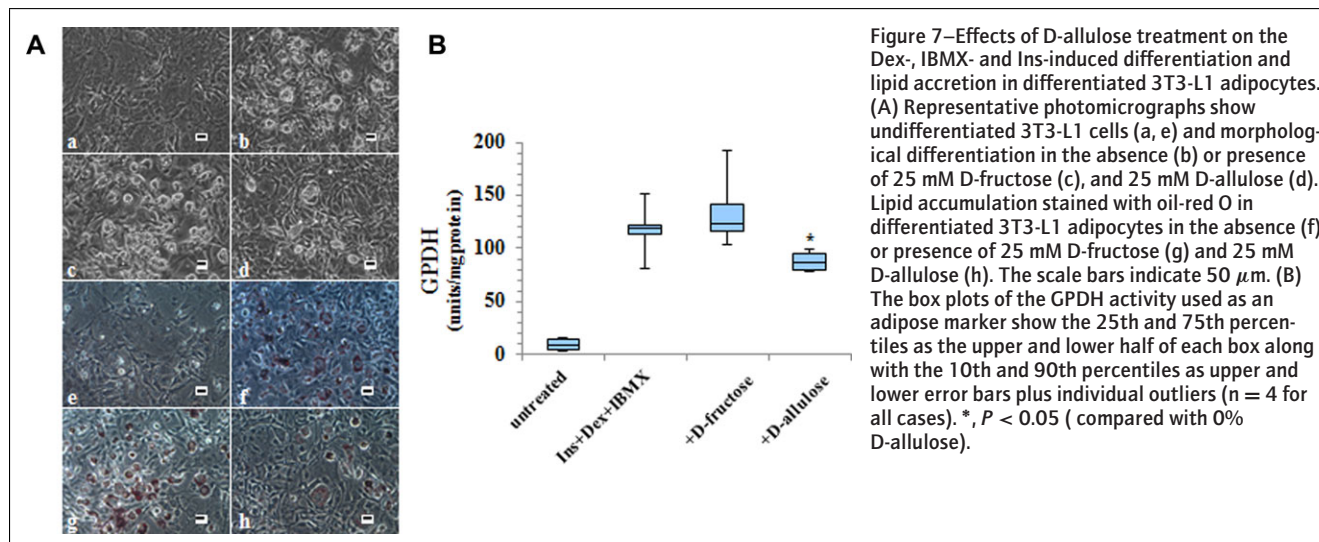 A
a
b
c
d
e
f
g
h
B
GPDH
(units/mgprotein)
200
150
100
50
0
*
untreated
Ins+Dex+IBMX
+D-fructose
+D-allulose
Figure 7–Effects of D-allulose treatment on the
Dex-, IBMX- and Ins-induced differentiation and
lipid accretion in differentiated 3T3-L1 adipocytes.
(A) Representative photomicrographs show
undifferentiated 3T3-L1 cells (a, e) and morpholog-
ical differentiation in the absence (b) or presence
of 25 mM D-fructose (c), and 25 mM D-allulose (d).
Lipid accumulation stained with oil-red O in
differentiated 3T3-L1 adipocytes in the absence (f)
or presence of 25 mM D-fructose (g) and 25 mM
D-allulose (h). The scale bars indicate 50 μm. (B)
The box plots of the GPDH activity used as an
adipose marker show the 25th and 75th percen-
tiles as the upper and lower half of each box along
with the 10th and 90th percentiles as upper and
lower error bars plus individual outliers (n = 4 for
all cases). *, P < 0.05 ( compared with 0%
D-allulose).